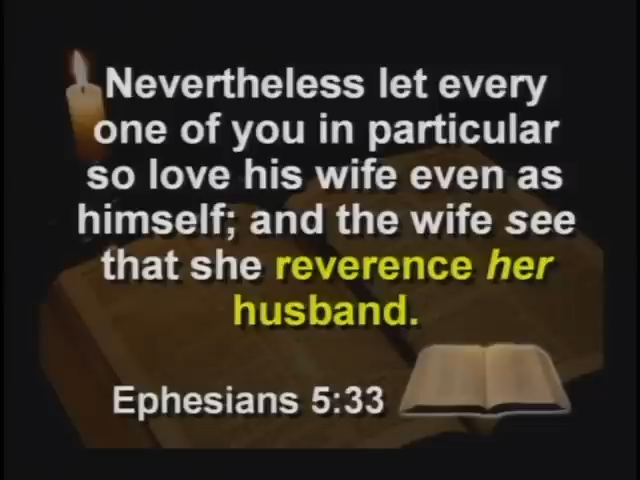 Nevertheless let every
one of you in particular
so love his wife even as
himself; and the wife see
that she reverence her
husband.
Ephesians 5:33